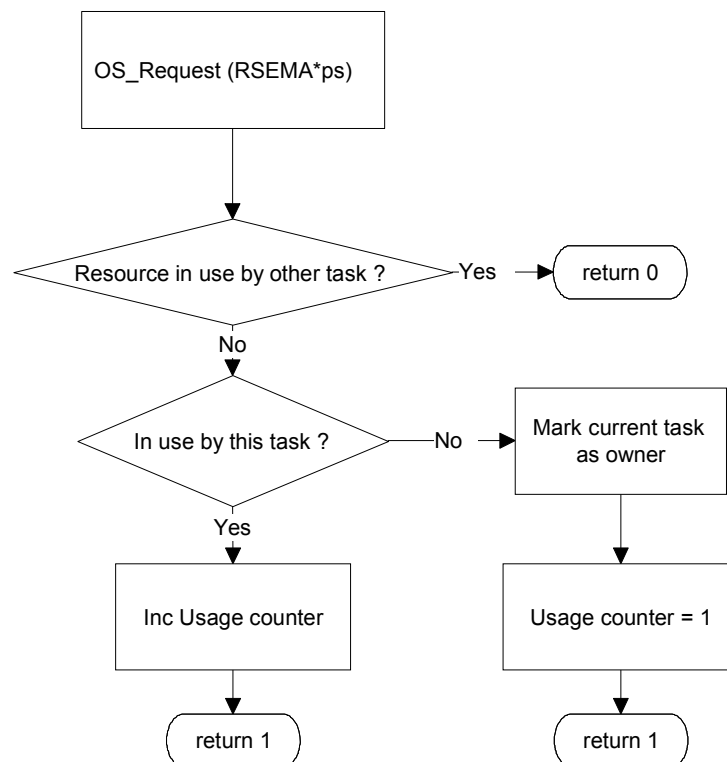 OS_Request (RSEMA*ps)
Resource in use by other task ?
Yes
return 0
No
In use by this task ?
No
Mark current task
as owner
Yes
Inc Usage counter
Usage counter = 1
return 1
return 1